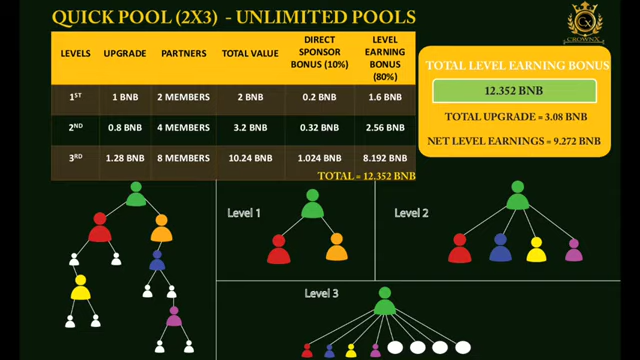 QUICK POOL (2X3) - UNLIMITED POOLS
CX
CROWNX
LEVELS UPGRADE PARTNERS TOTAL VALUE DIRECT SPONSOR BONUS (10%) LEVEL EARNING BONUS (80%)
1ST 1 BNB 2 MEMBERS 2 BNB 0.2 BNB 1.6 BNB
2ND 0.8 BNB 4 MEMBERS 3.2 BNB 0.32 BNB 2.56 BNB
3RD 1.28 BNB 8 MEMBERS 10.24 BNB 1.024 BNB 8.192 BNB
TOTAL = 12.352 BNB
TOTAL LEVEL EARNING BONUS
12.352 BNB
TOTAL UPGRADE = 3.08 BNB
NET LEVEL EARNINGS = 9.272 BNB
Level 1
Level 2
Level 3